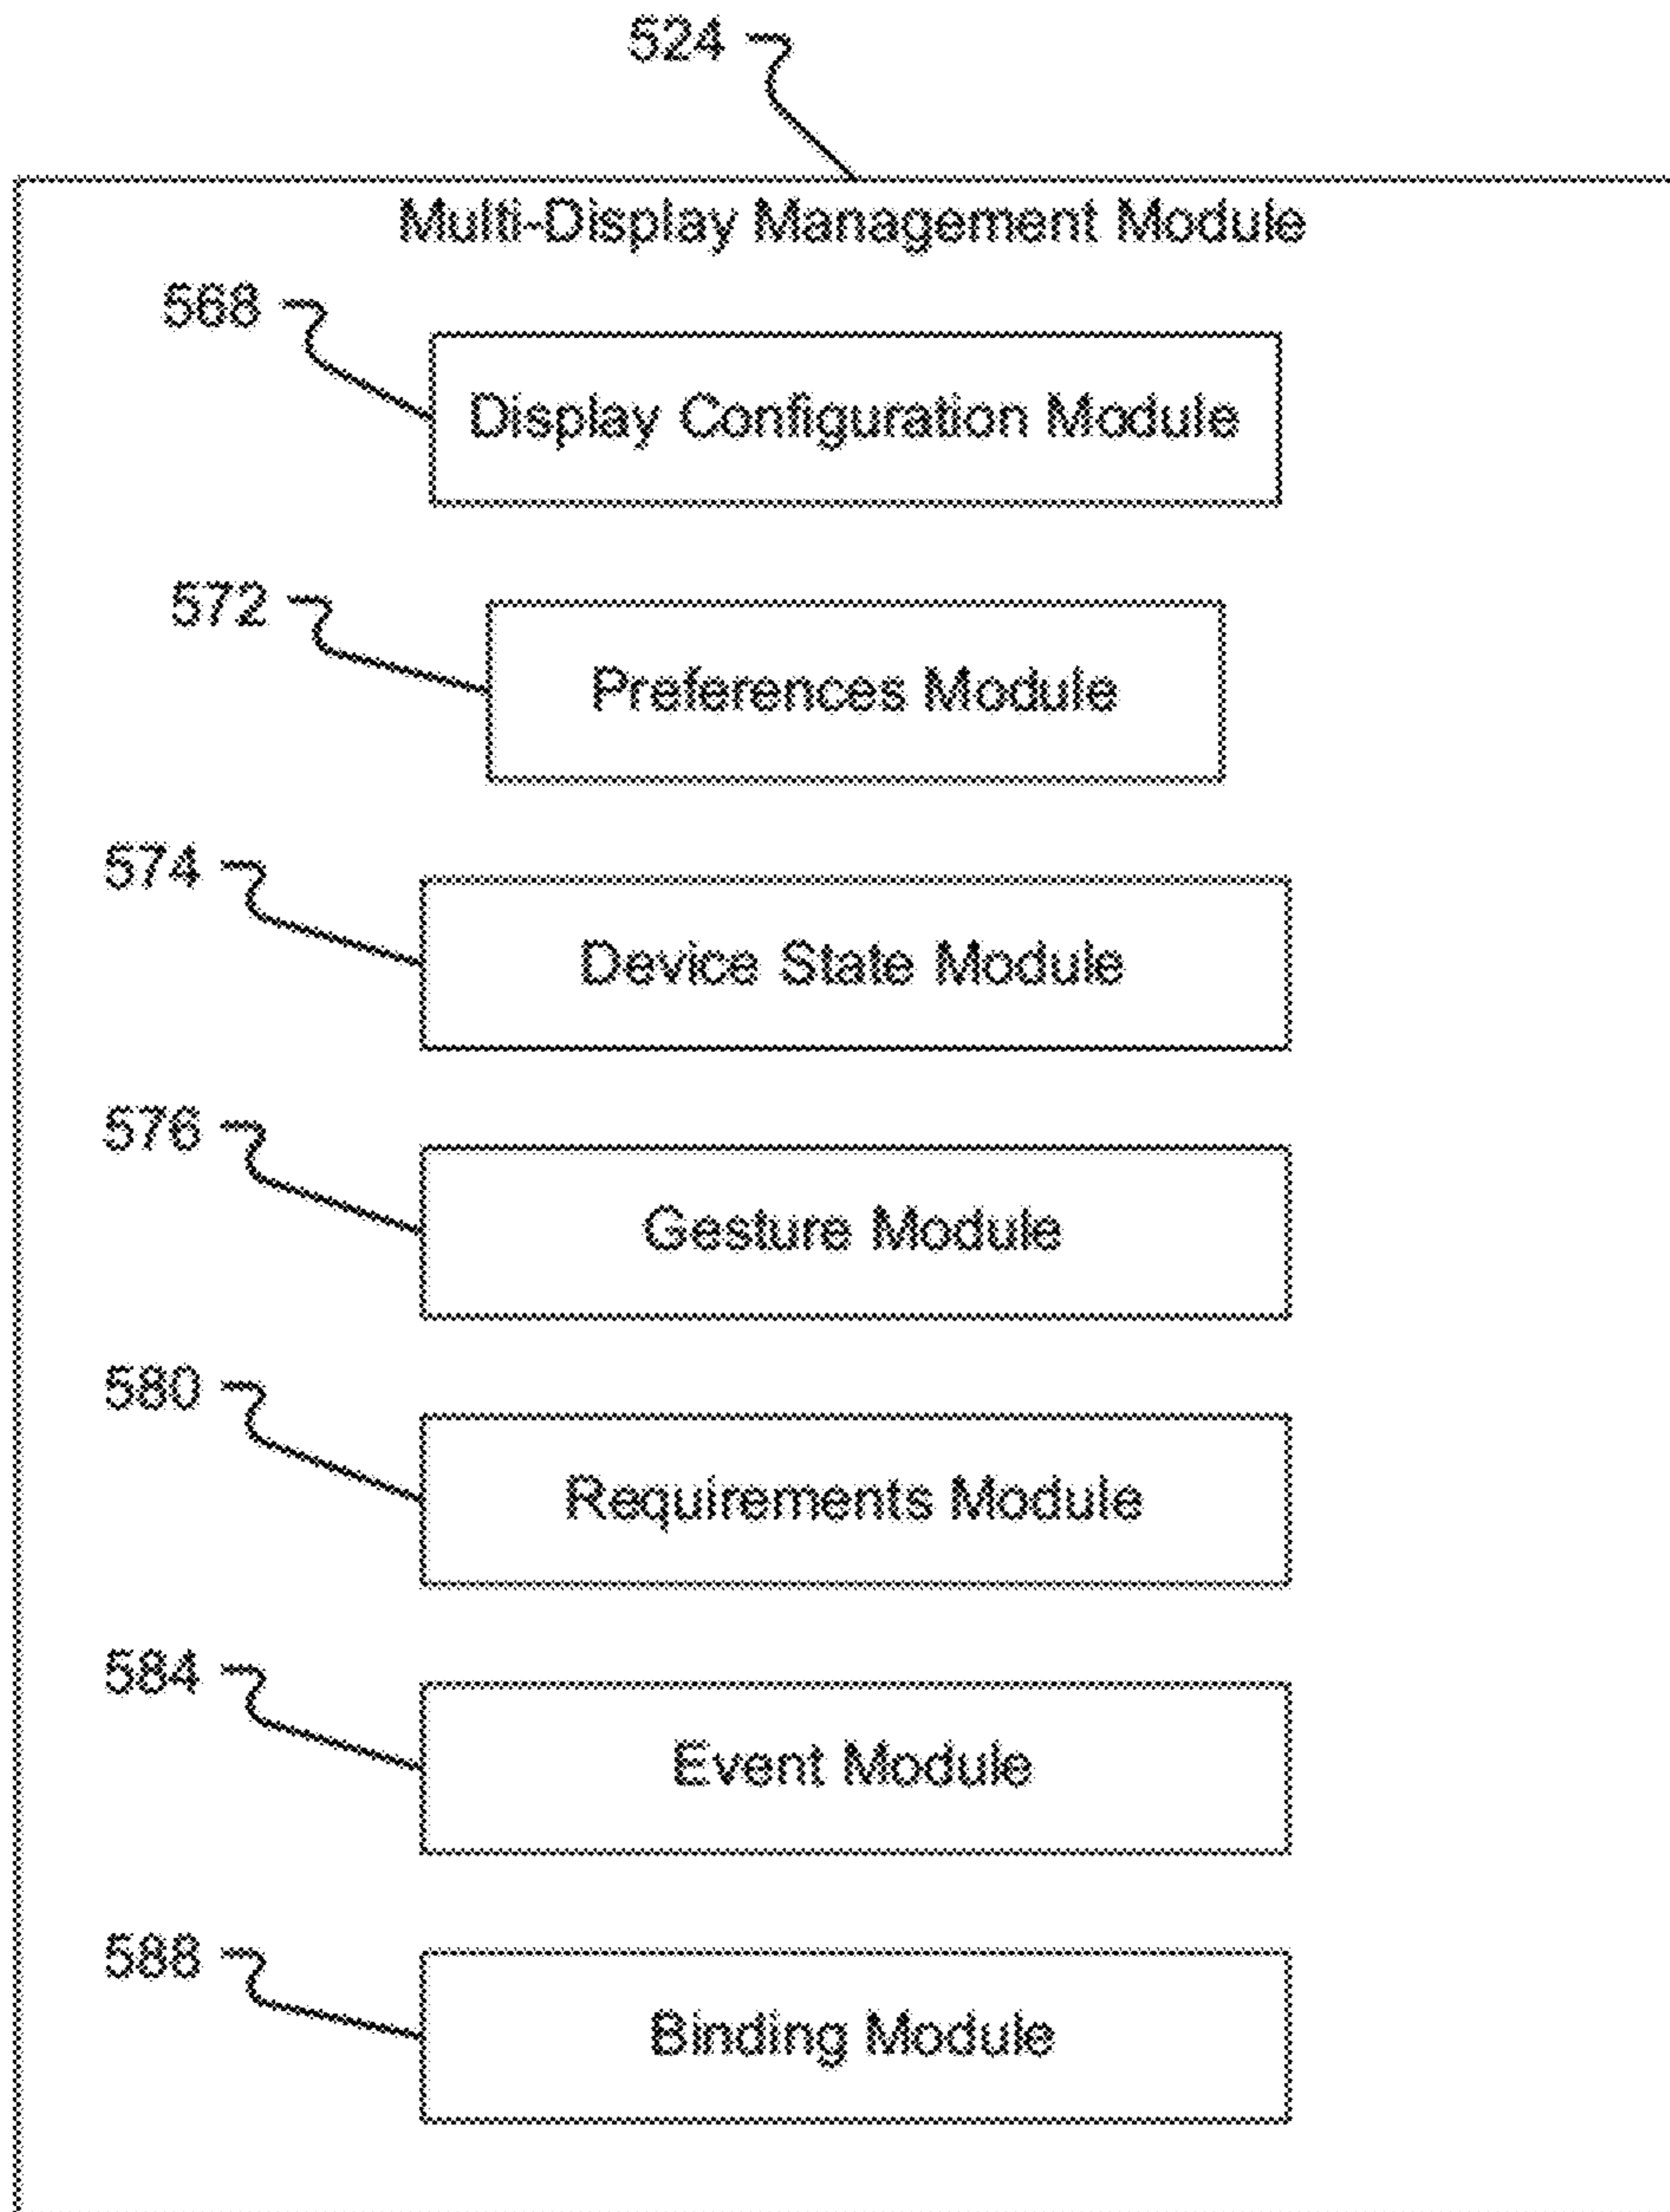 524
Multi-Display Management Module
568
Display Configuration Module
572
Preferences Module
574
Device State Module
576
Gesture Module
580
Requirements Module
584
Event Module
588
Binding Module